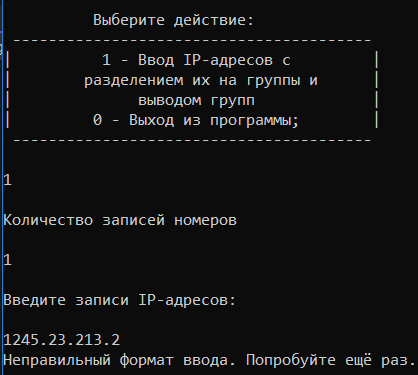 Выберите действие:
---------------------------------------
| 1 - Ввод IP-адресов с |
| разделением их на группы и |
| выводом групп |
| 0 - Выход из программы; |
---------------------------------------
1
Количество записей номеров
1
Введите записи IP-адресов:
1245.23.213.2
Неправильный формат ввода. Попробуйте ещё раз.